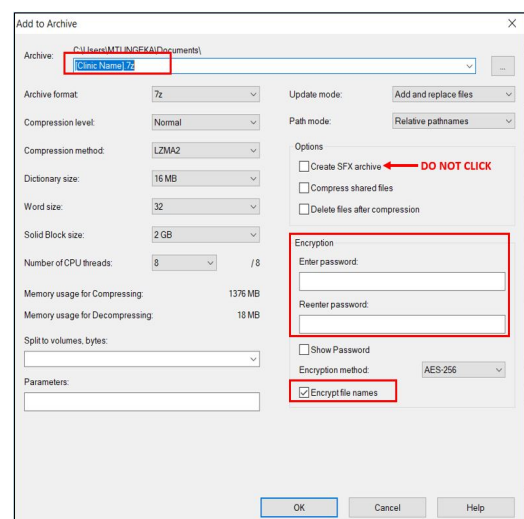 Add to Archive
Archive: C:\Users\MTLINGEKA\Documents\
[Clinic Name].7z
...
Archive format: 7z
Compression level: Normal
Compression method: LZMA2
Dictionary size: 16 MB
Word size: 32
Solid Block size: 2 GB
Number of CPU threads: 8 / 8
Memory usage for Compressing: 1376 MB
Memory usage for Decompressing: 18 MB
Split to volumes, bytes:
Parameters:
Update mode: Add and replace files
Path mode: Relative pathnames
Options
Create SFX archive DO NOT CLICK
Compress shared files
Delete files after compression
Encryption
Enter password:
Reenter password:
Show Password
Encryption method: AES-256
Encrypt file names
OK Cancel Help